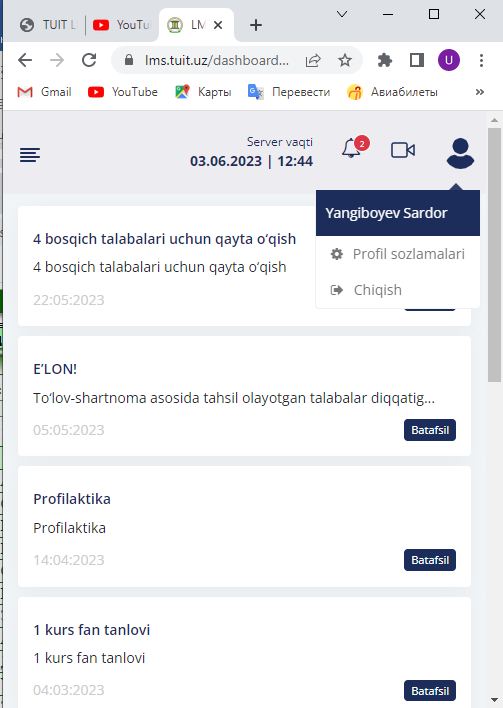 TUIT L
YouTu
LM
lms.tuit.uz/dashboard...
U
Gmail
YouTube
Карты
Перевести
Авиабилеты
»
Server vaqti
03.06.2023 | 12:44
2
Yangiboyev Sardor
Profil sozlamalari
Chiqish
4 bosqich talabalari uchun qayta o‘qish
4 bosqich talabalari uchun qayta o‘qish
22:05:2023
E’LON!
To‘lov-shartnoma asosida tahsil olayotgan talabalar diqqatig...
05:05:2023
Batafsil
Profilaktika
Profilaktika
14:04:2023
Batafsil
1 kurs fan tanlovi
1 kurs fan tanlovi
04:03:2023
Batafsil